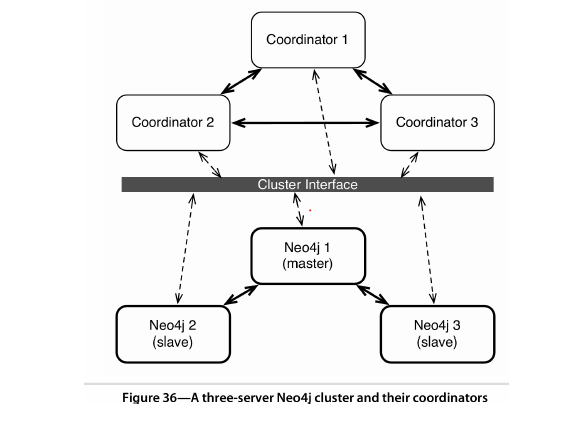 Coordinator 1
Coordinator 2
Coordinator 3
Cluster Interface
Neo4j 1
(master)
Neo4j 2
(slave)
Neo4j 3
(slave)
Figure 36—A three-server Neo4j cluster and their coordinators